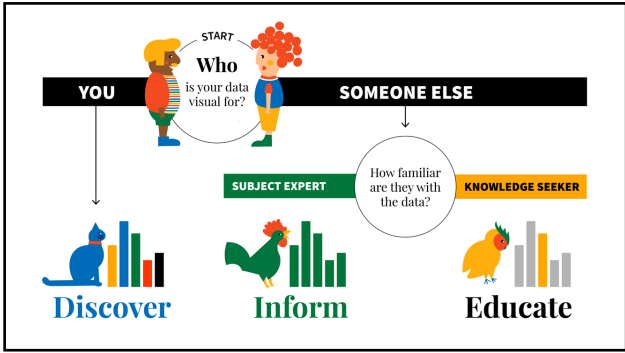 START
Who
is your data
visual for?
YOU
SOMEONE ELSE
How familiar
are they with
the data?
SUBJECT EXPERT
KNOWLEDGE SEEKER
Discover
Inform
Educate